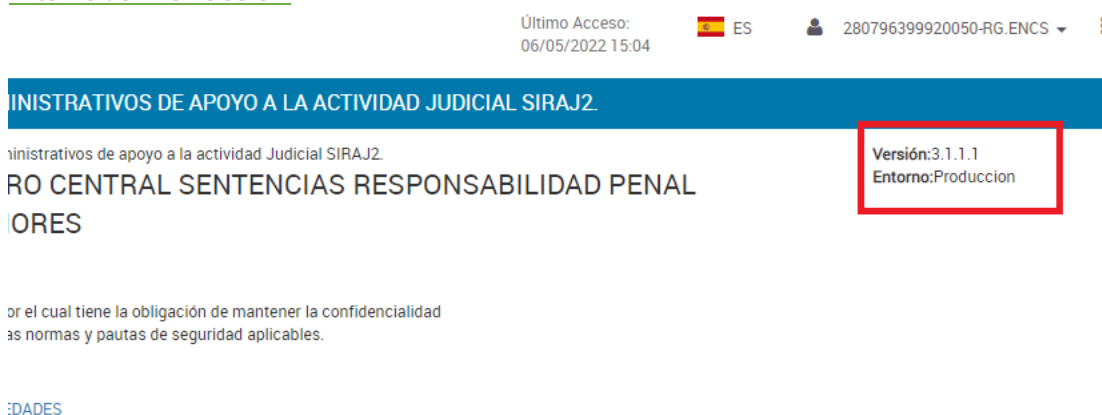 Último Acceso:
06/05/2022 15:04
ES
280796399920050-RG.ENCS
INISTRATIVOS DE APOYO A LA ACTIVIDAD JUDICIAL SIRAJ2.
ninistrativos de apoyo a la actividad Judicial SIRAJ2.
RO CENTRAL SENTENCIAS RESPONSABILIDAD PENAL
ORES
Versión:3.1.1.1
Entorno:Produccion
or el cual tiene la obligación de mantener la confidencialidad
as normas y pautas de seguridad aplicables.
EDADES